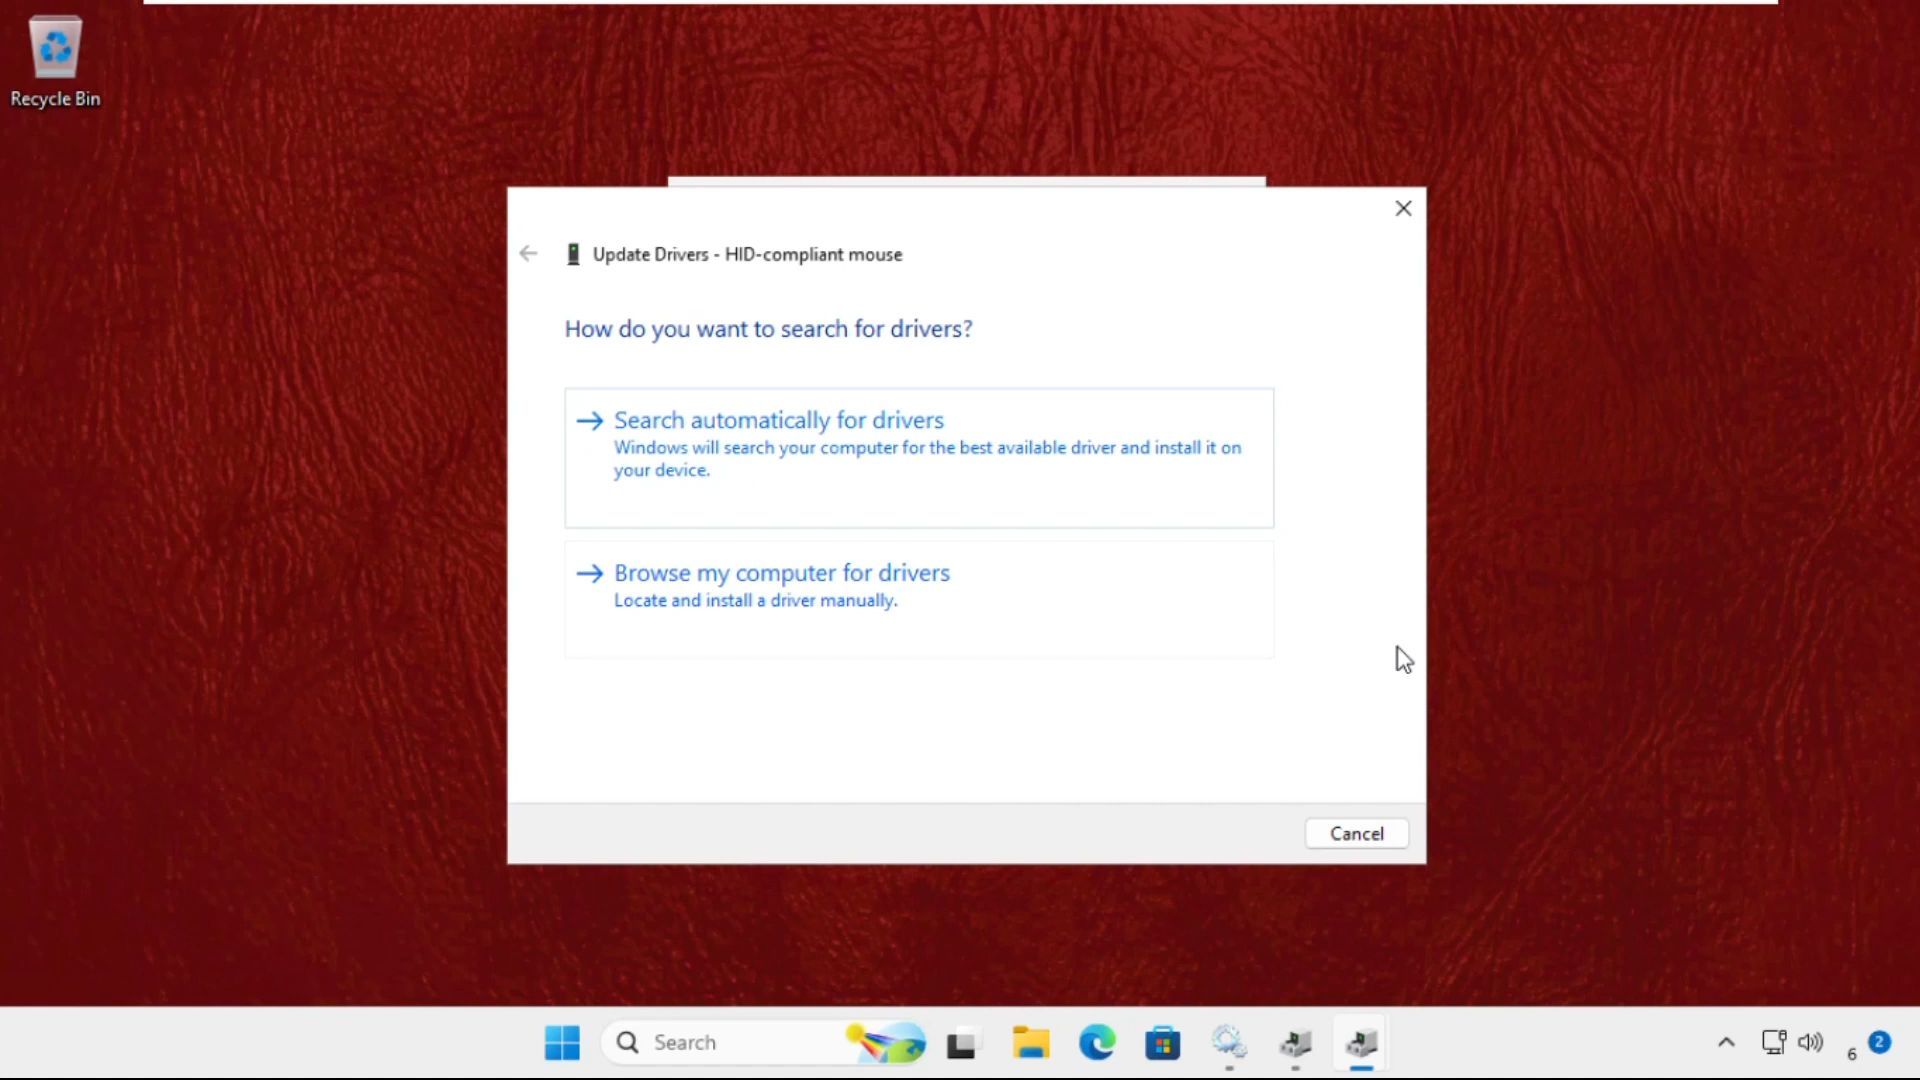 Recycle Bin
Update Drivers - HID-compliant mouse
How do you want to search for drivers?
Search automatically for drivers
Windows will search your computer for the best available driver and install it on
your device.
Browse my computer for drivers
Locate and install a driver manually.
Cancel
Search
6
2